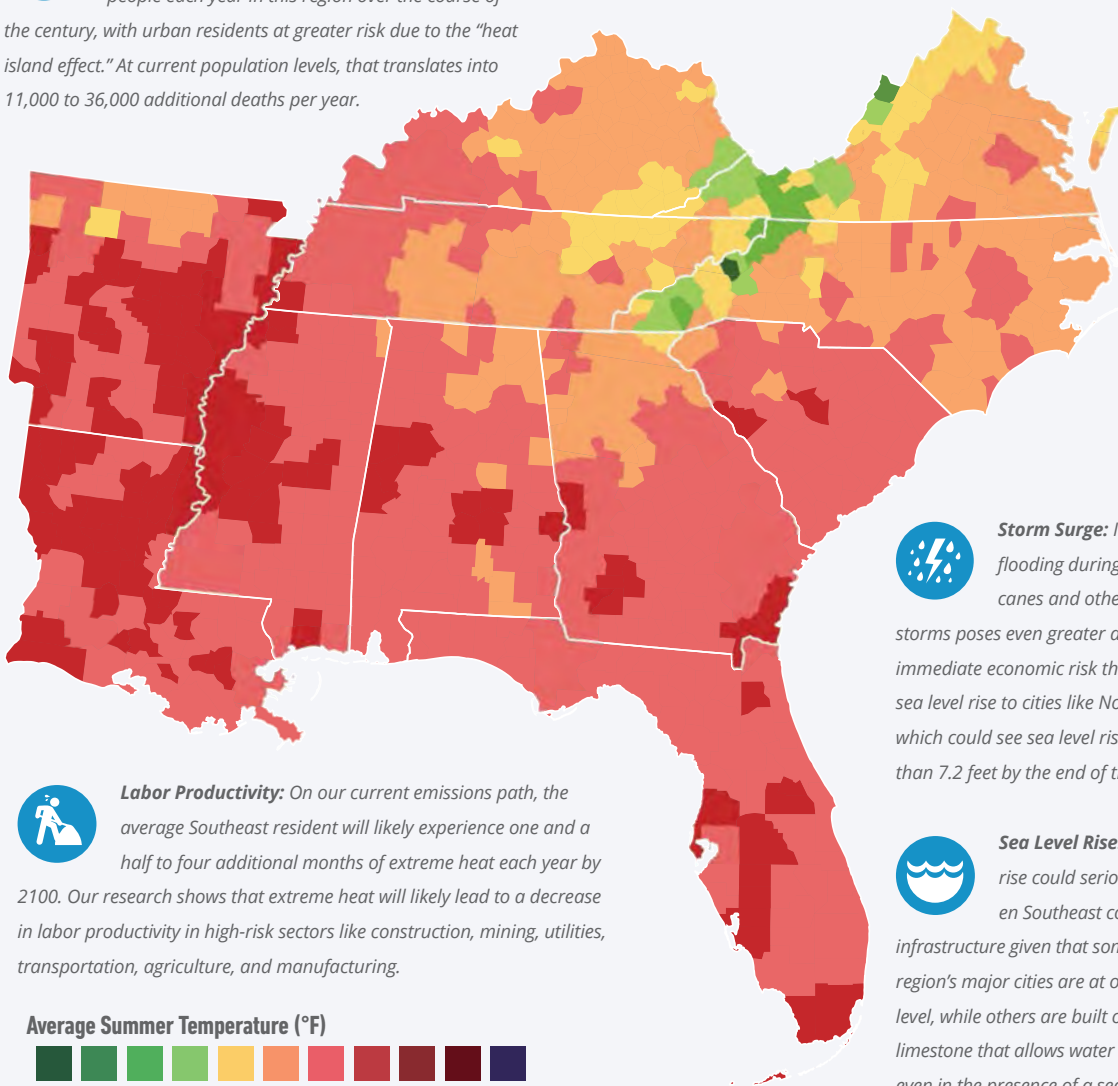 people each year in this region over the course of
the century, with urban residents at greater risk due to the “heat
island effect.” At current population levels, that translates into
11,000 to 36,000 additional deaths per year.
Storm Surge:
flooding during
canes and othe
storms poses even greater a
immediate economic risk th
sea level rise to cities like No
which could see sea level ris
than 7.2 feet by the end of t
Labor Productivity: On our current emissions path, the
average Southeast resident will likely experience one and a
half to four additional months of extreme heat each year by
2100. Our research shows that extreme heat will likely lead to a decrease
in labor productivity in high-risk sectors like construction, mining, utilities,
transportation, agriculture, and manufacturing.
Sea Level Rise
rise could serio
en Southeast co
infrastructure given that som
region’s major cities are at o
level, while others are built o
limestone that allows water
even in the presence of a sea
Average Summer Temperature (°F)